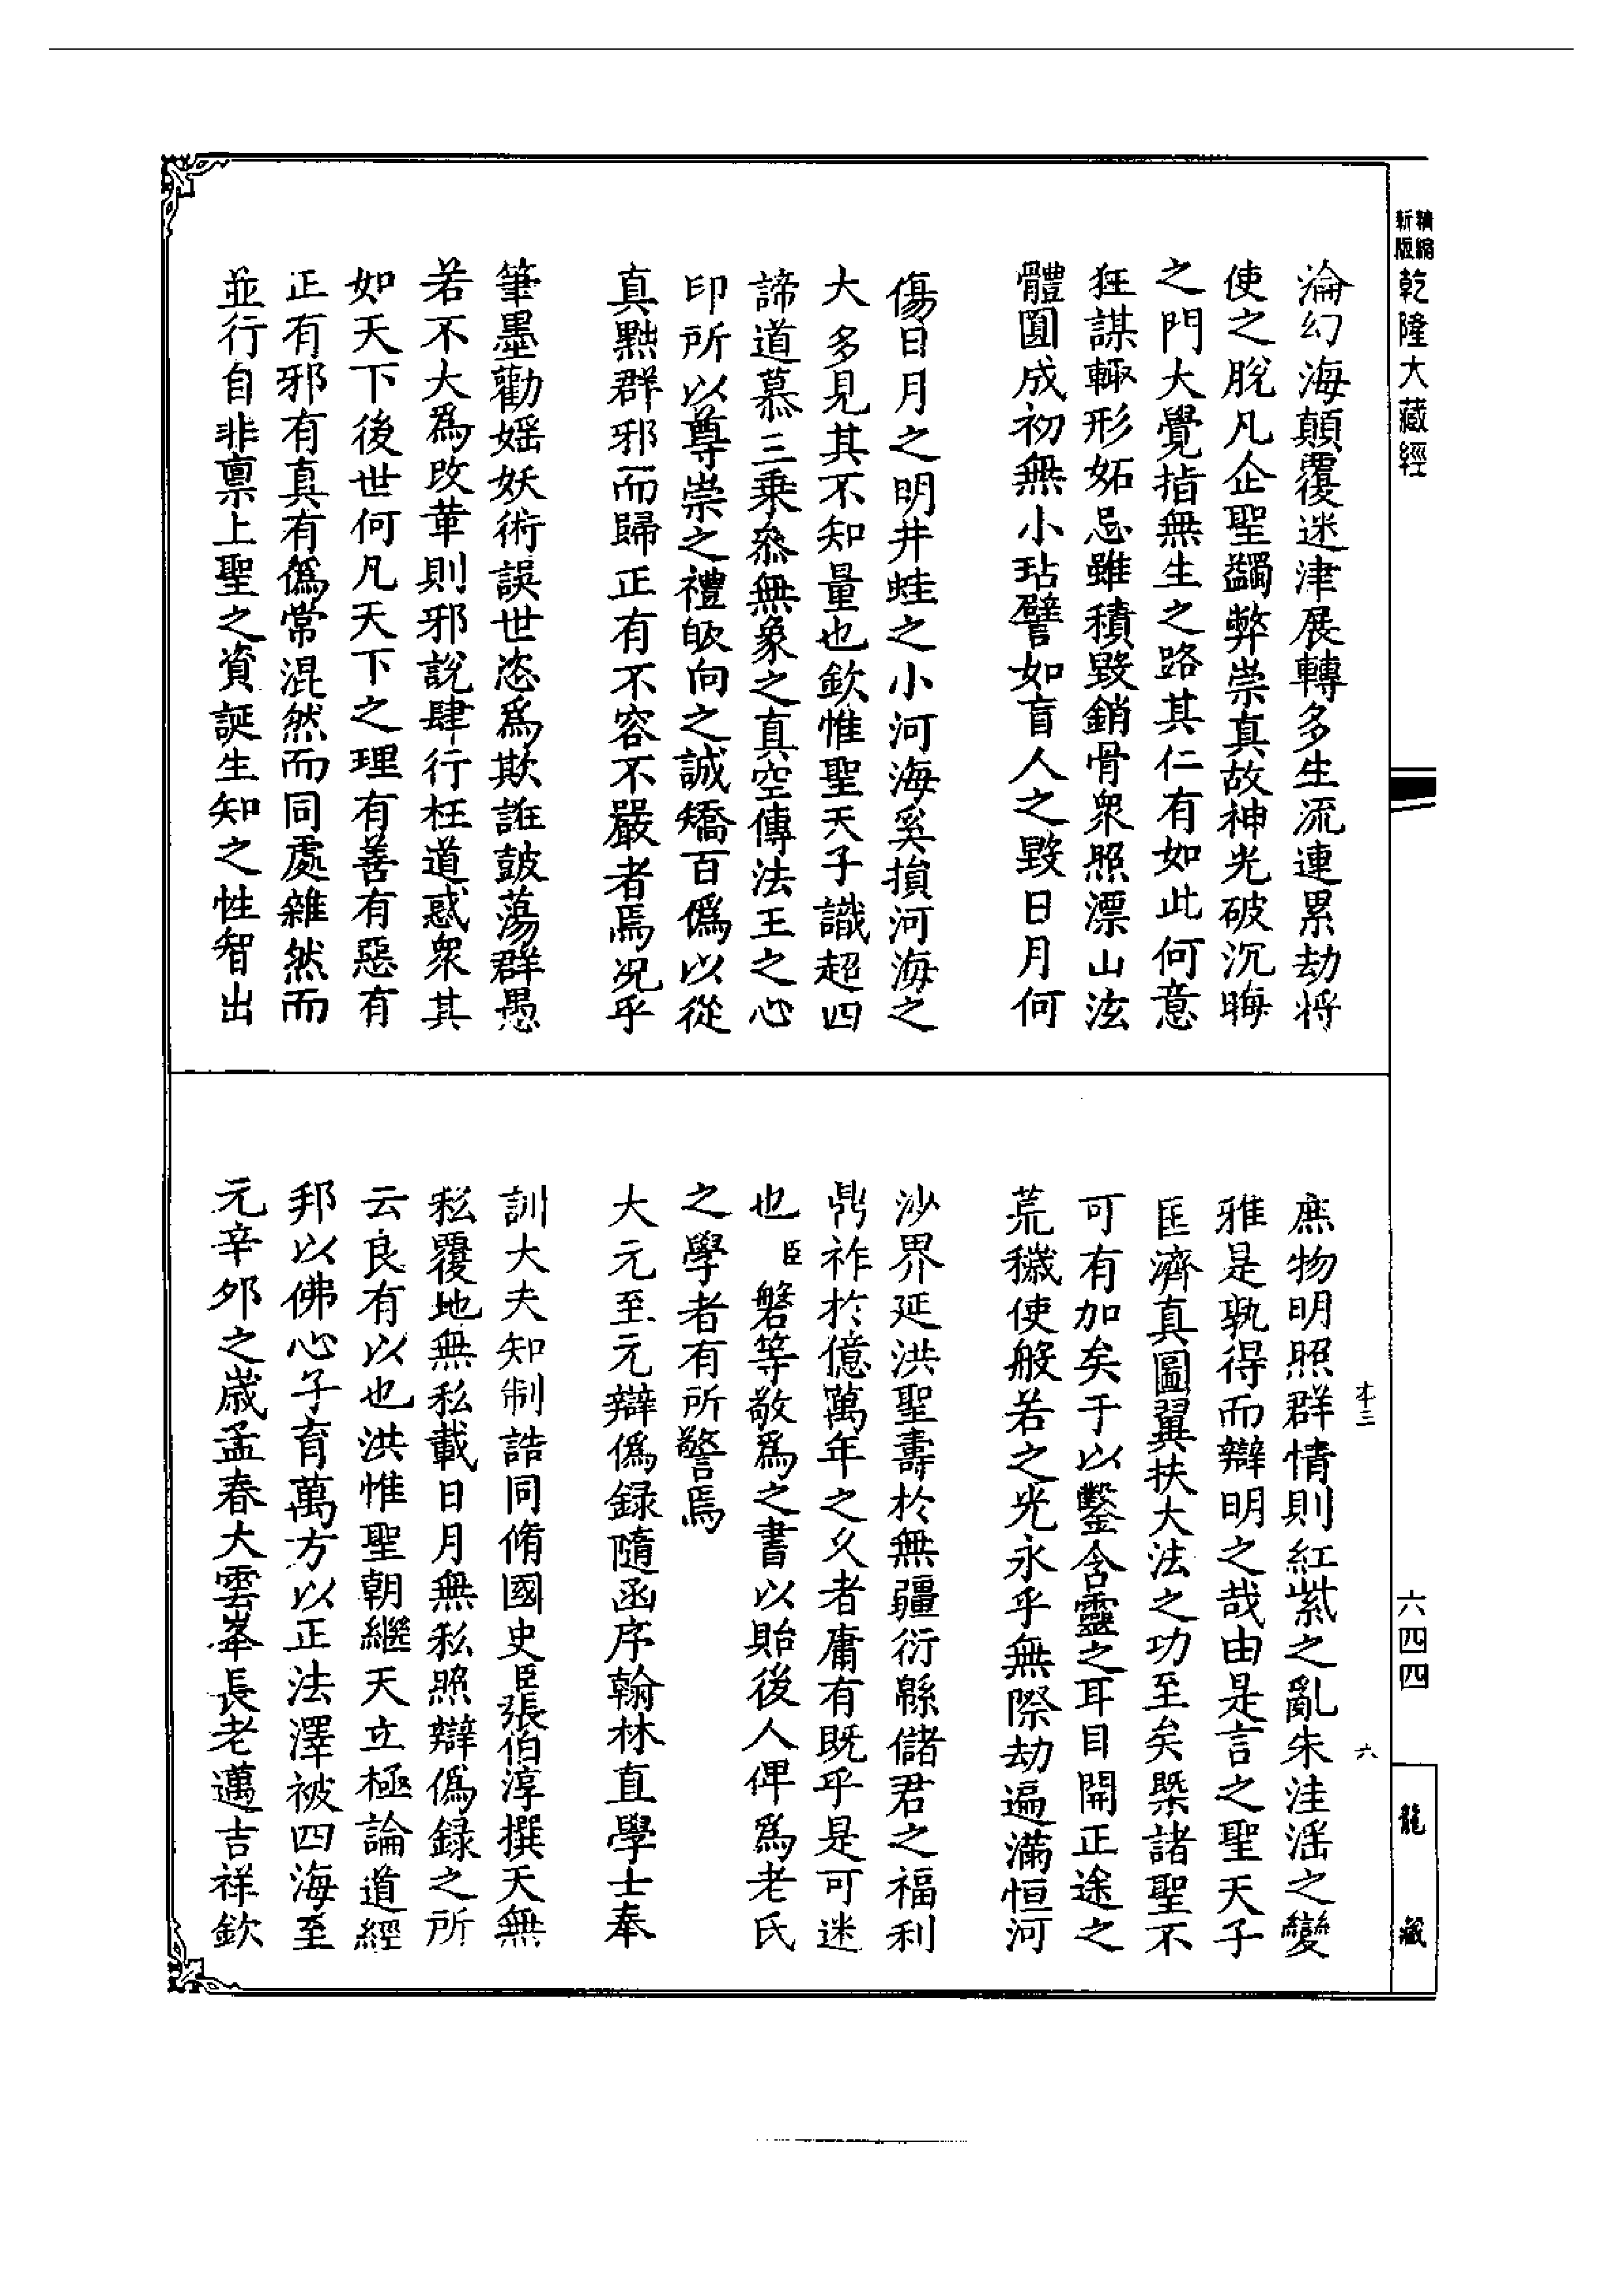 精縮新版乾隆大藏經
淪幻海顛覆迷津展轉多生流連累劫將
使之脫凡企聖蠲弊崇真故神光破沉晦
之門大覺指無生之路其仁有如此何意
狂謀輒形妬忌雖積毀銷骨衆照漂山法
體圓成初無小玷譬如盲人之毀日月何
傷日月之明井蛙之小河海奚損河海之
大多見其不知量也欽惟聖天子識超四
諦道慕三乗叅無象之真空傳法王之心
印所以尊崇之禮皈向之誠矯百偽以從
真黜群邪而歸正有不容不嚴者焉况乎
筆墨勸婬妖術誤世恣爲欺誑鼓蕩群愚
若不大爲改革則邪說肆行枉道惑衆其
如天下後世何凡天下之理有善有惡有
正有邪有真有偽常混然而同處雜然而
並行自非禀上聖之資誕生知之性智出
庶物明照群情則紅紫之亂朱洼滛之變
雅是孰得而辯明之哉由是言之聖天子
匡濟真圖翼扶大法之功至矣槩諸聖不
可有加矣于以鑿含靈之耳目開正途之
荒穢使般若之光永乎無際劫遍滿恒河
沙界延洪聖壽於無疆衍緜儲君之福利
鼎祚於億萬年之久者庸有既乎是可迷
也臣磐等敬爲之書以貽後人俾爲老氏
之學者有所警焉
大元至元辯偽録隨函序翰林直學士奉
訓大夫知制誥同脩國史臣張伯淳撰天無
私覆地無私載日月無私照辯偽録之所
云良有以也洪惟聖朝繼天立極論道經
邦以佛心子育萬方以正法澤被四海至
元辛夘之歳孟春大雲峯長老邁吉祥欽
六四四
六
龍藏